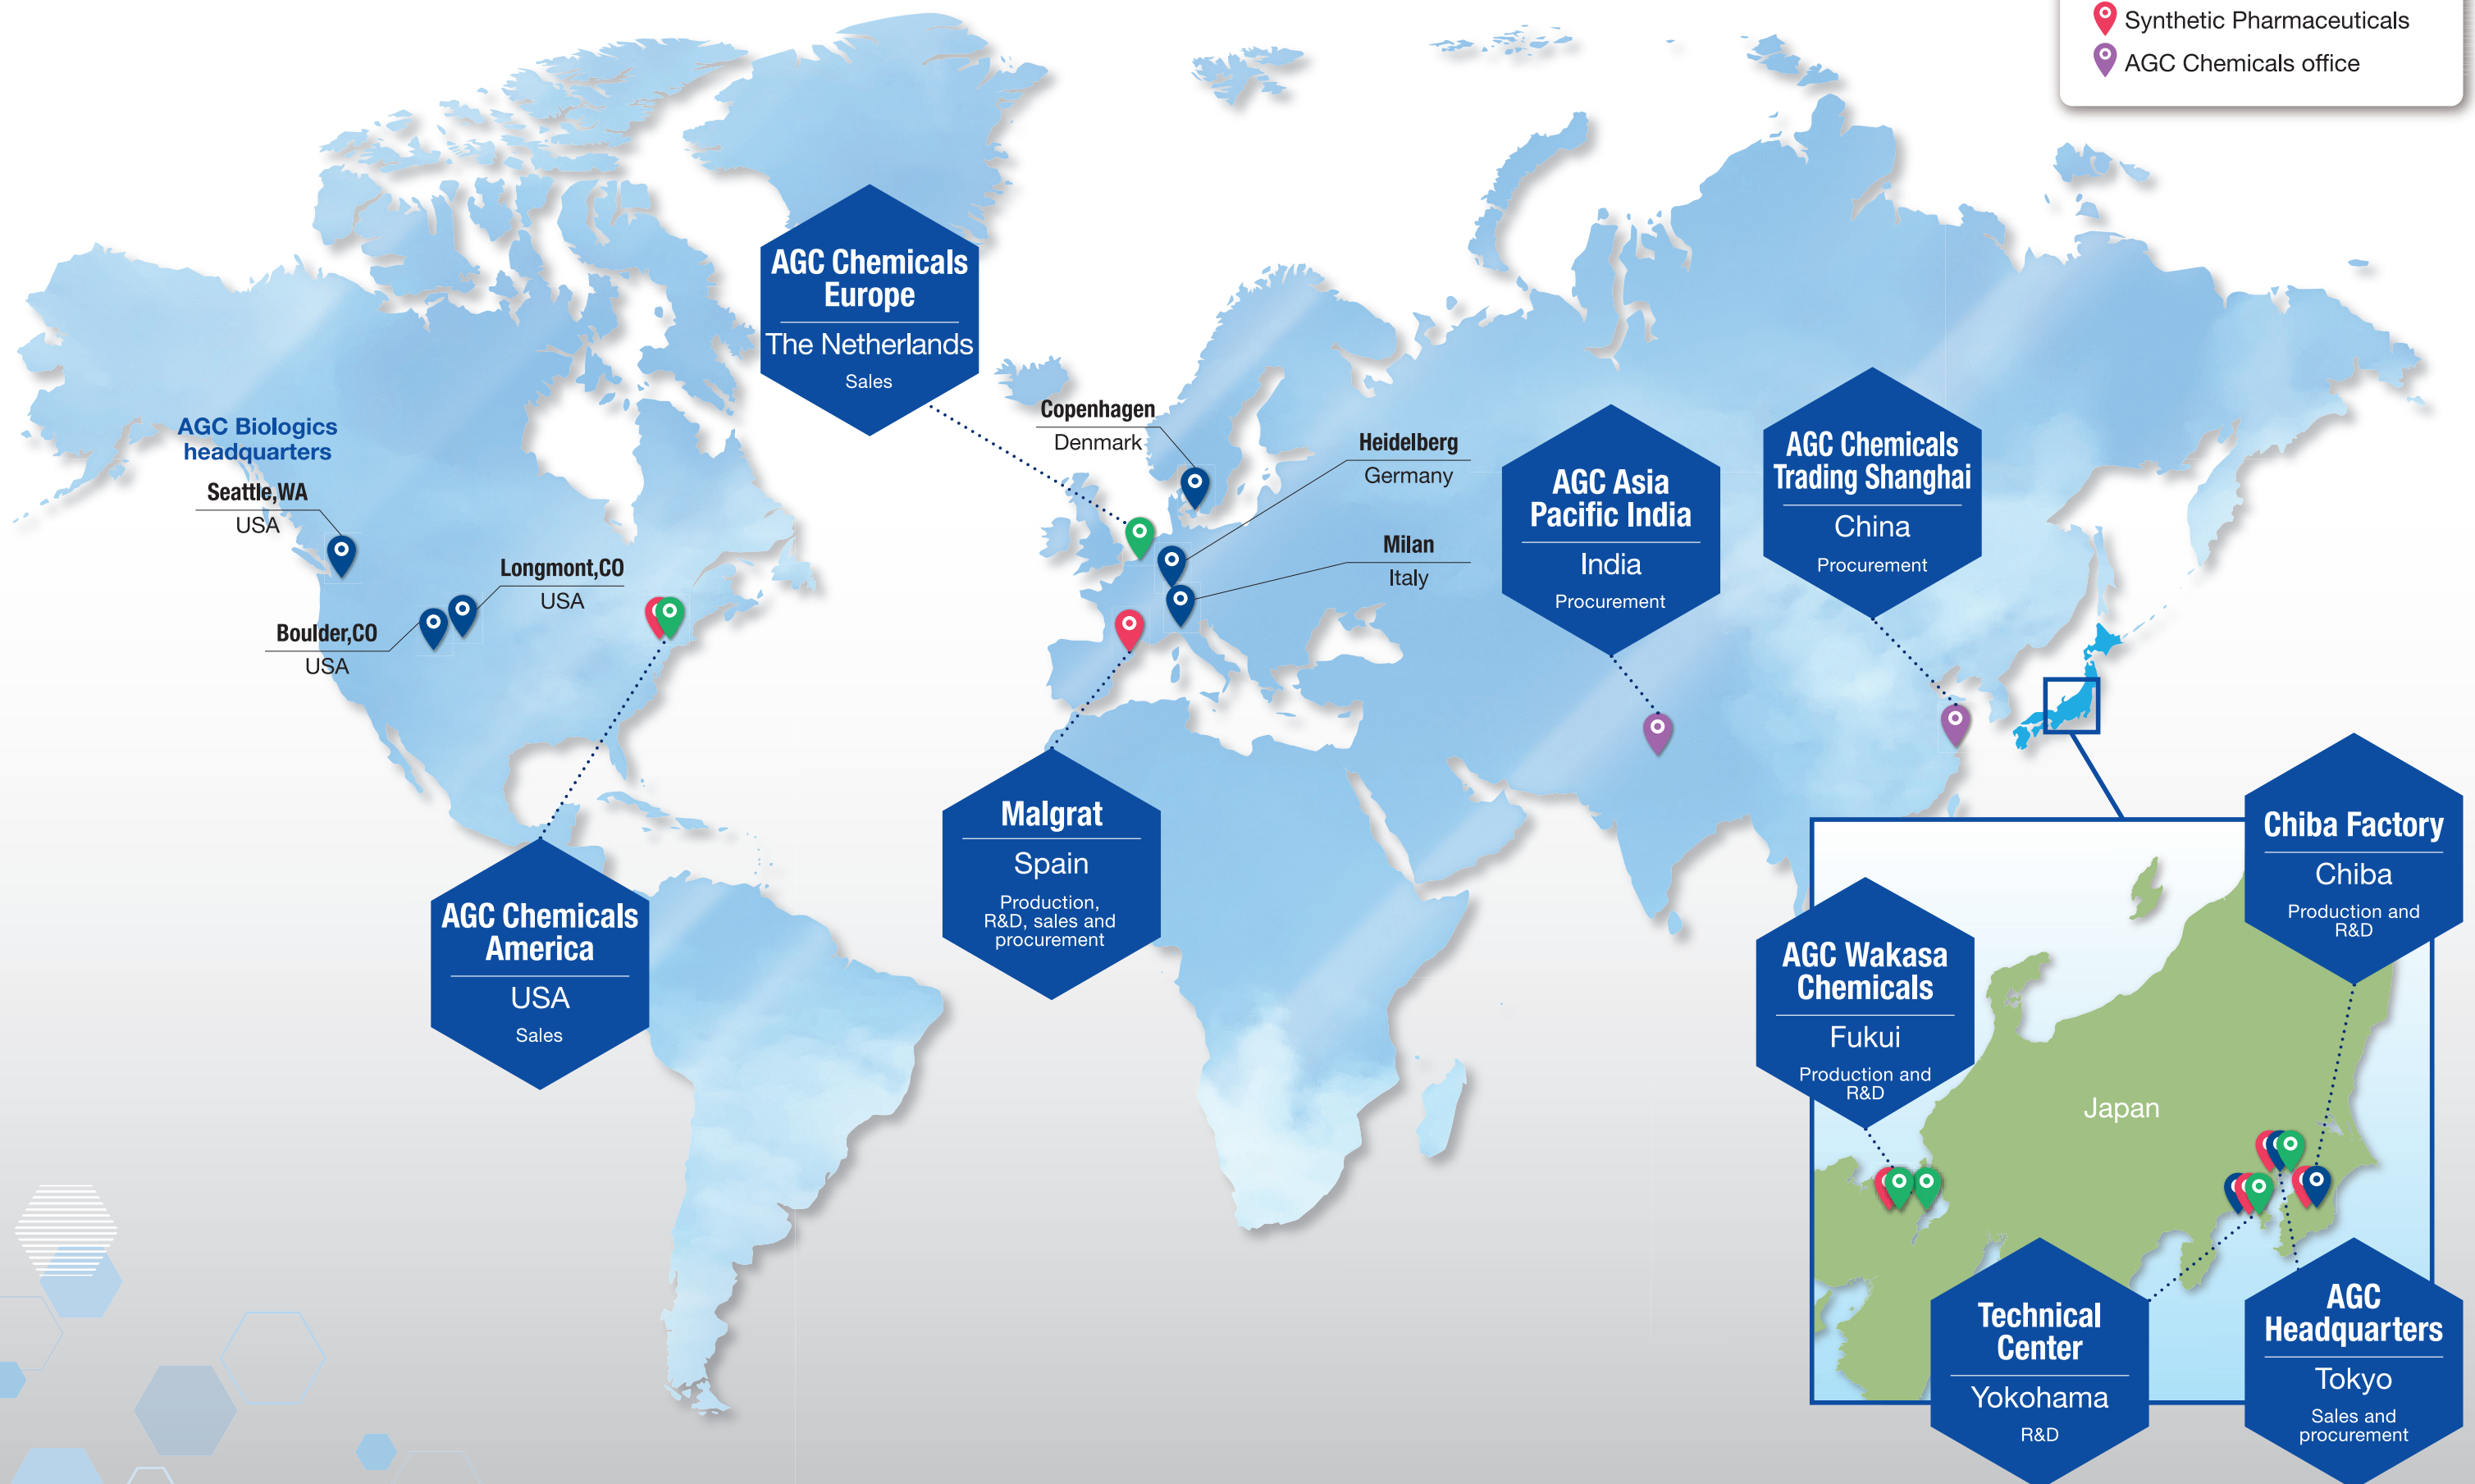 Synthetic Pharmaceuticals
AGC Chemicals office
AGC Chemicals
Europe
The Netherlands
Sales
AGC Biologics
headquarters
Seattle,WA
USA
Longmont,CO
USA
Boulder,CO
USA
Copenhagen
Denmark
Heidelberg
Germany
Milan
Italy
AGC Asia
Pacific India
India
Procurement
AGC Chemicals
Trading Shanghai
China
Procurement
AGC Chemicals
America
USA
Sales
Malgrat
Spain
Production,
R&D, sales and
procurement
Chiba Factory
Chiba
Production and
R&D
AGC Wakasa
Chemicals
Fukui
Production and
R&D
Japan
Technical
Center
Yokohama
R&D
AGC
Headquarters
Tokyo
Sales and
procurement